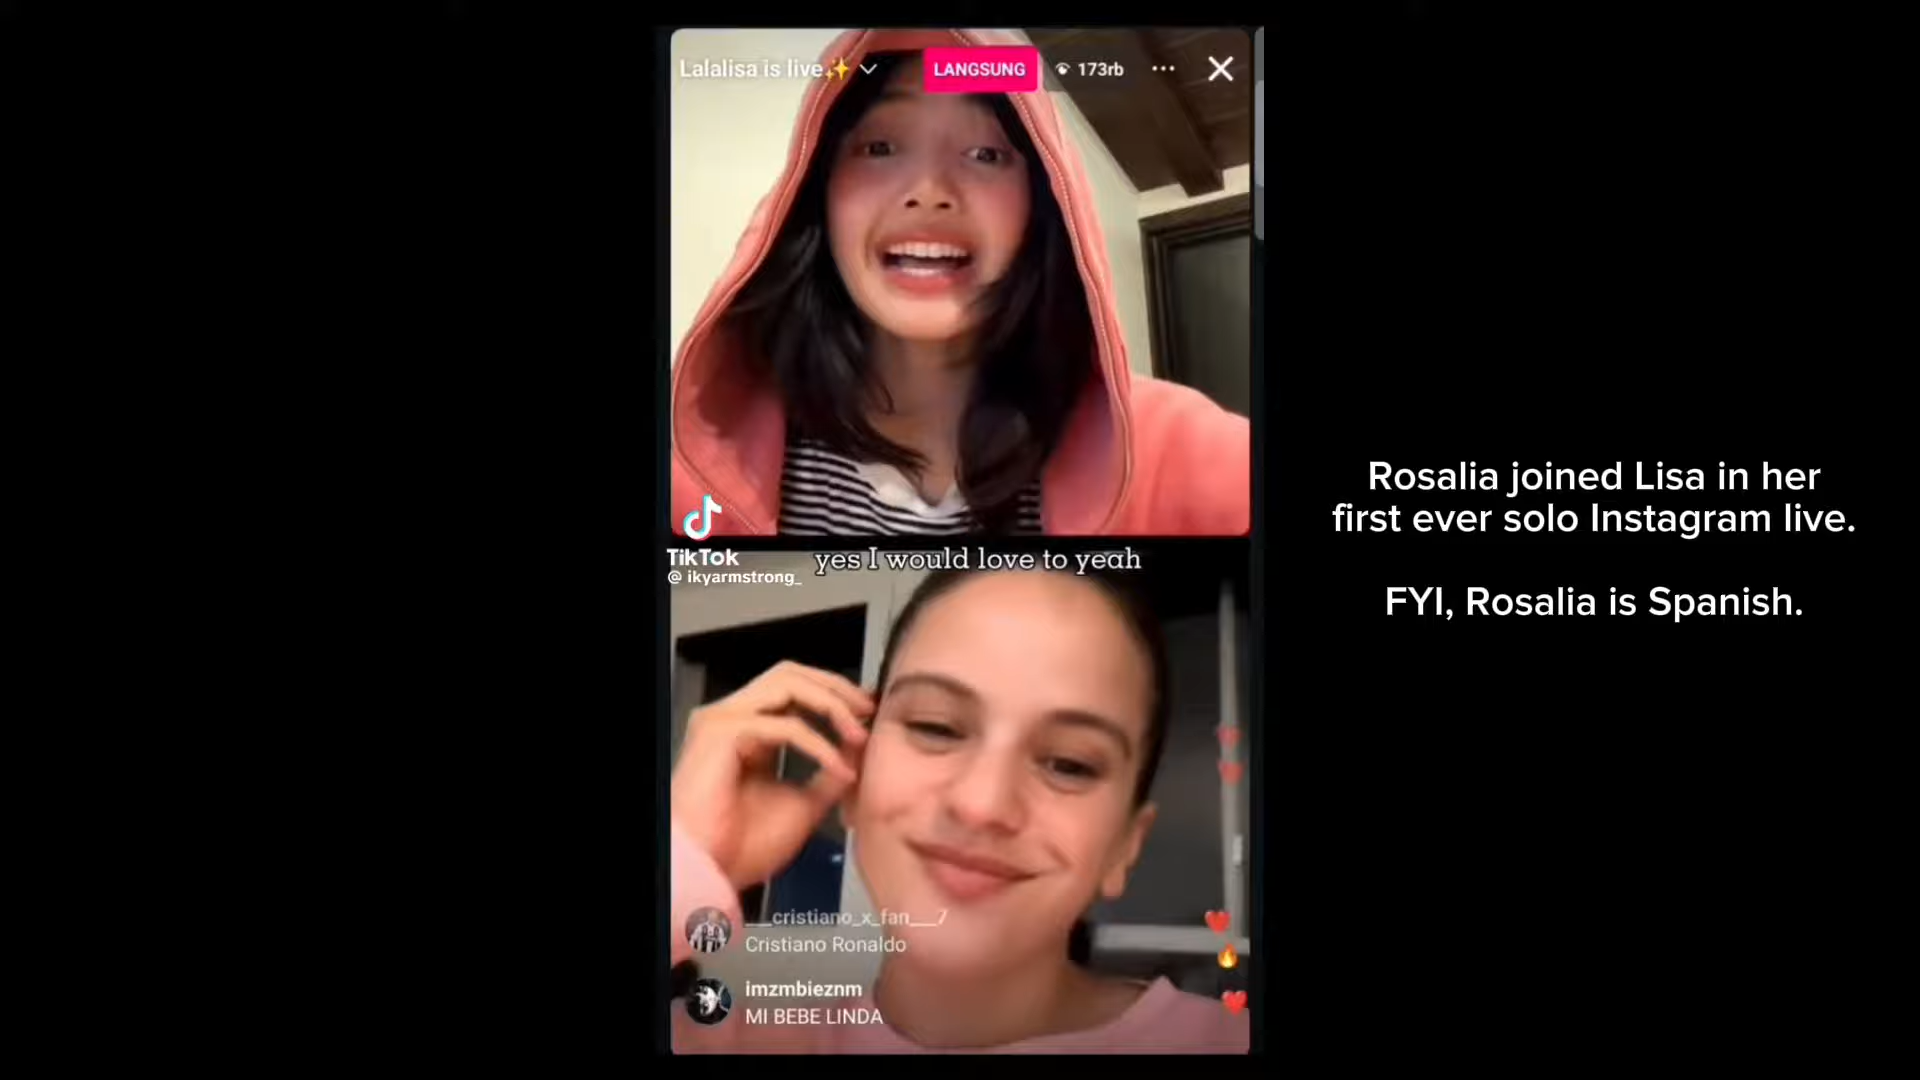 Lalalisa is live✨
LANGSUNG
173rb
TikTok
@ ikyarmstrong_
yes I would love to yeah
Rosalia joined Lisa in her
first ever solo Instagram live.
FYI, Rosalia is Spanish.
___cristiano_x_fan___7
Cristiano Ronaldo
imzmbieznm
MI BEBE LINDA